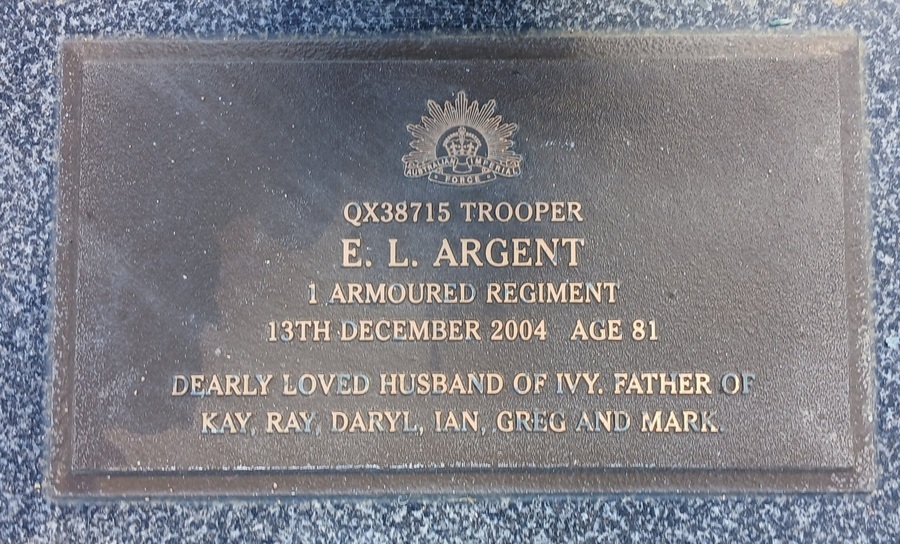 AUSTRALIAN IMPERIAL
FORCE
QX38715 TROOPER
E. L. ARGENT
1 ARMOURED REGIMENT
13TH DECEMBER 2004 AGE 81
DEARLY LOVED HUSBAND OF IVY. FATHER OF
KAY, RAY, DARYL, IAN, GREG AND MARK.